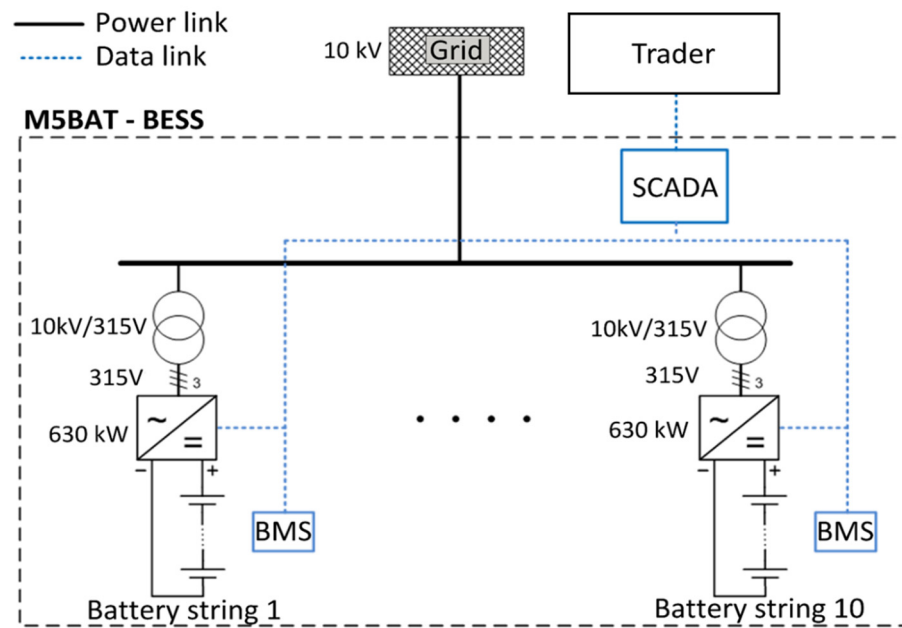 Power link
Data link
10 kV
Grid
Trader
M5BAT - BESS
SCADA
10kV/315V
10kV/315V
315V
3
315V
3
630 kW
~
=
630 kW
~
=
−
+
−
+
BMS
BMS
Battery string 1
Battery string 10